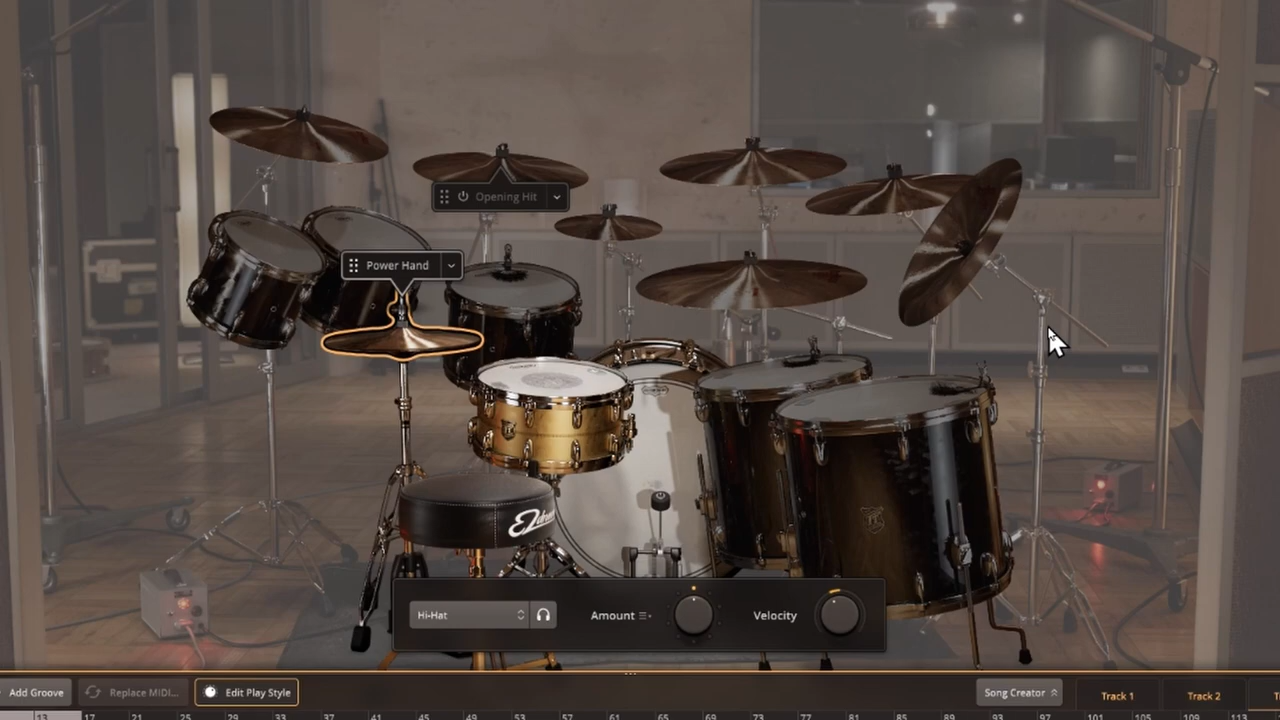 Opening Hit
Power Hand
EZdru
Hi-Hat
Amount
Velocity
Add Groove
Replace MIDI...
Edit Play Style
Song Creator
Track 1
Track 2
13 17 21 25 29 33 37 41 45 49 53 57 61 65 69 73 77 81 85 89 93 97 101 105 109 113